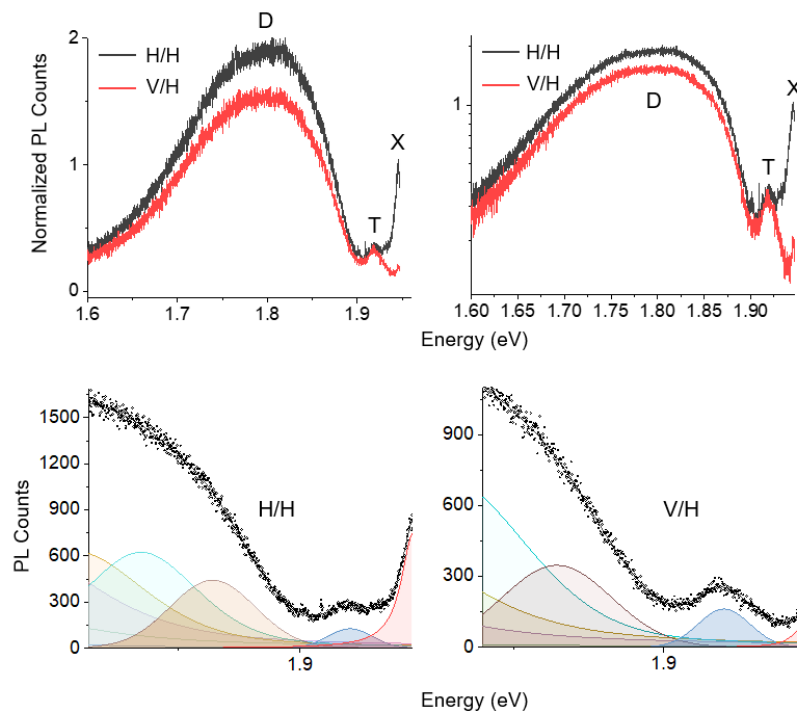 D
H/H
V/H
X
T
Normalized PL Counts
2
1
0
1.6
1.7
1.8
1.9
H/H
V/H
D
X
T
1
1.60
1.65
1.70
1.75
1.80
1.85
1.90
Energy (eV)
PL Counts
1500
1200
900
600
300
0
H/H
1.9
900
600
300
0
V/H
1.9
Energy (eV)